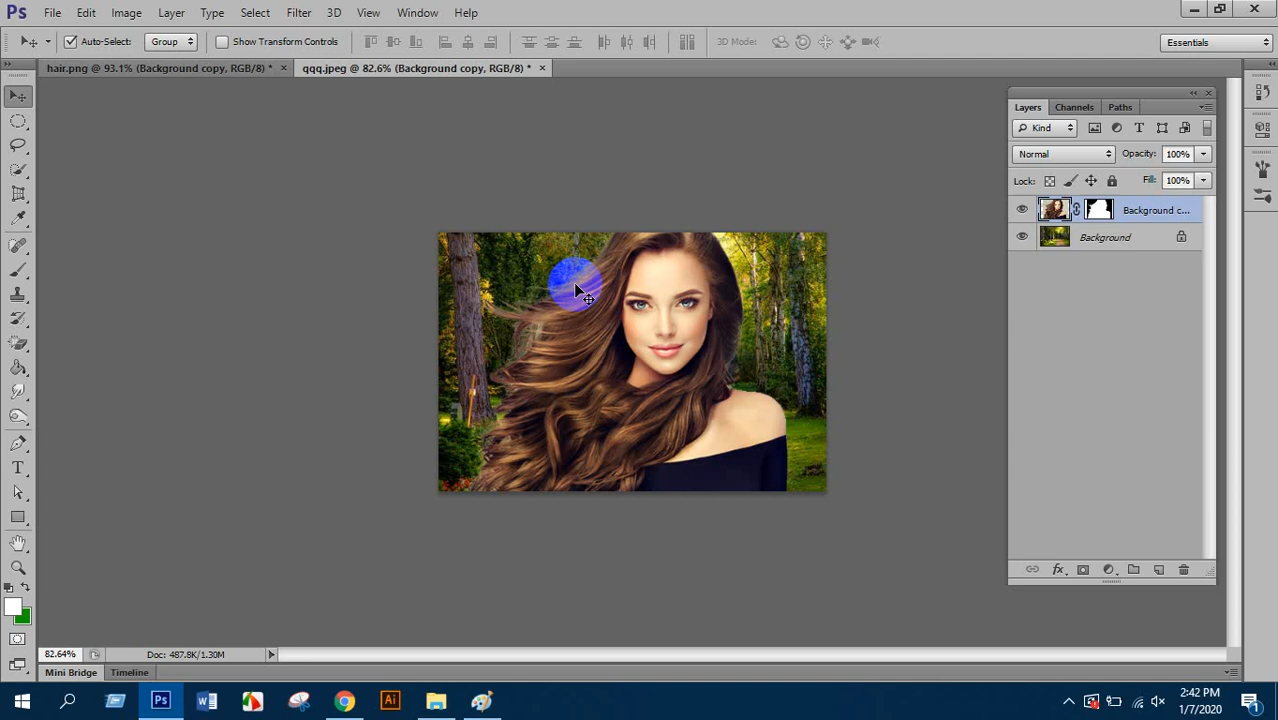 Ps File Edit Image Layer Type Select Filter 3D View Window Help
Auto-Select: Group Show Transform Controls 3D Mode: Essentials
hair.png @ 93.1% (Background copy, RGB/8) * × qqq.jpeg @ 82.6% (Background copy, RGB/8) * ×
Layers Channels Paths
Kind
Normal Opacity: 100%
Lock: Fill: 100%
Background c...
Background
82.64% Doc: 487.8K/1.30M
Mini Bridge Timeline
Ps Ai 2:42 PM
1/7/2020